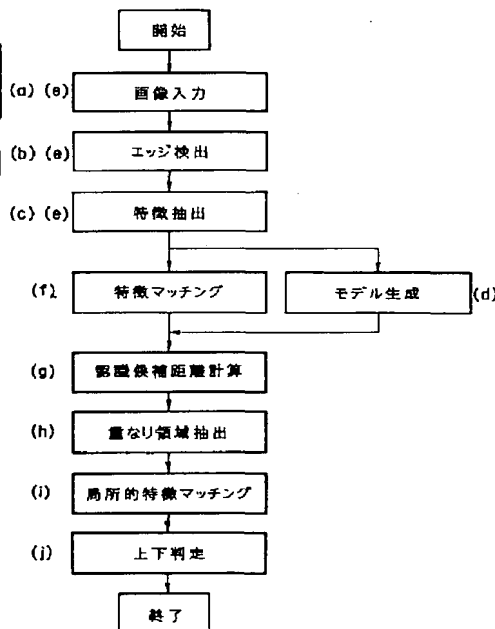 開始
(a) (e) 画像入力
(b) (e) エッジ検出
(c) (e) 特徴抽出
(f) 特徴マッチング モデル生成 (d)
(g) 認識候補距離計算
(h) 重なり領域抽出
(i) 局所的特徴マッチング
(j) 上下判定
終了